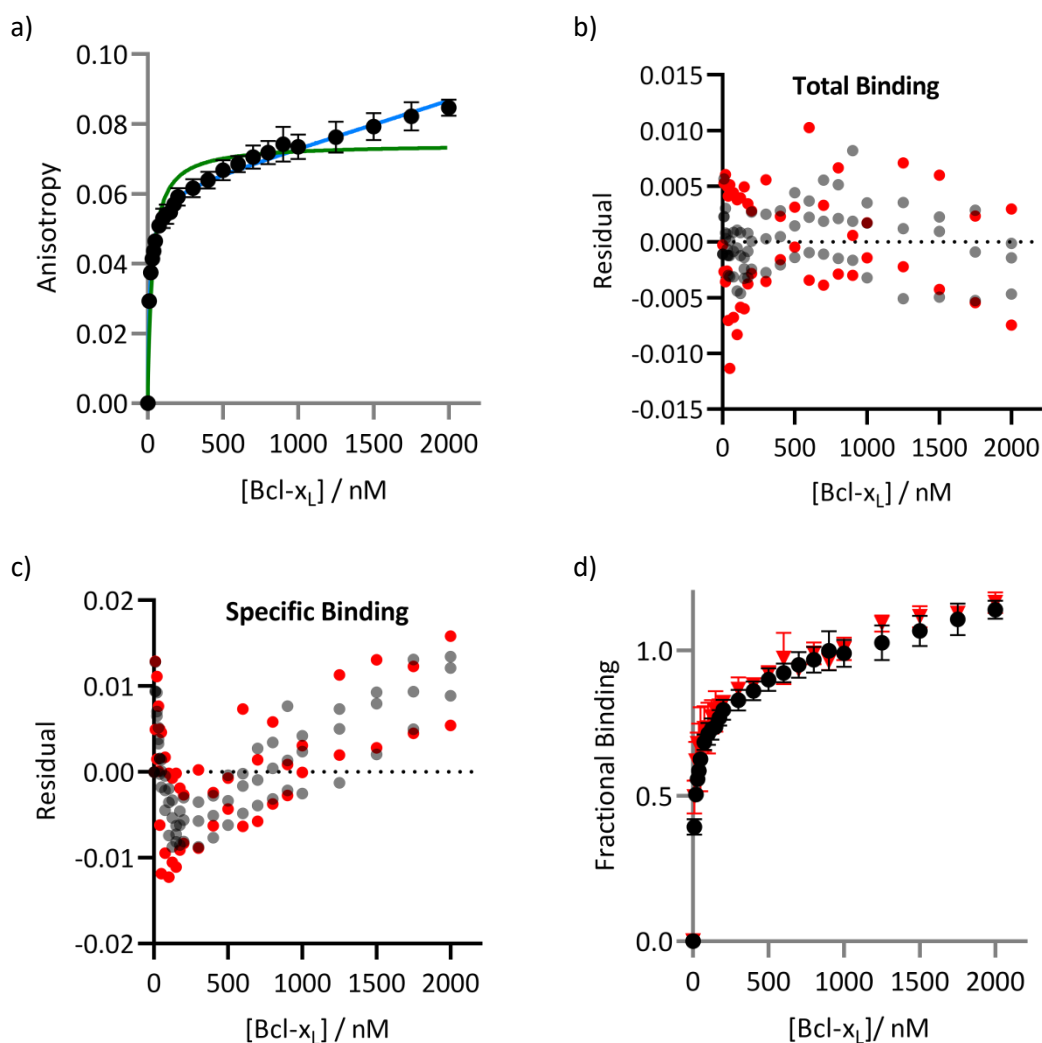 a)
0.10
0.08
0.06
0.04
0.02
0.00
Anisotropy
0 500 1000 1500 2000
[Bcl-xL] / nM
b)
Total Binding
0.015
0.010
0.005
0.000
-0.005
-0.010
-0.015
Residual
0 500 1000 1500 2000
[Bcl-xL] / nM
c)
Specific Binding
0.02
0.01
0.00
-0.01
-0.02
Residual
0 500 1000 1500 2000
[Bcl-xL] / nM
d)
1.0
0.5
0.0
Fractional Binding
0 500 1000 1500 2000
[Bcl-xL] / nM